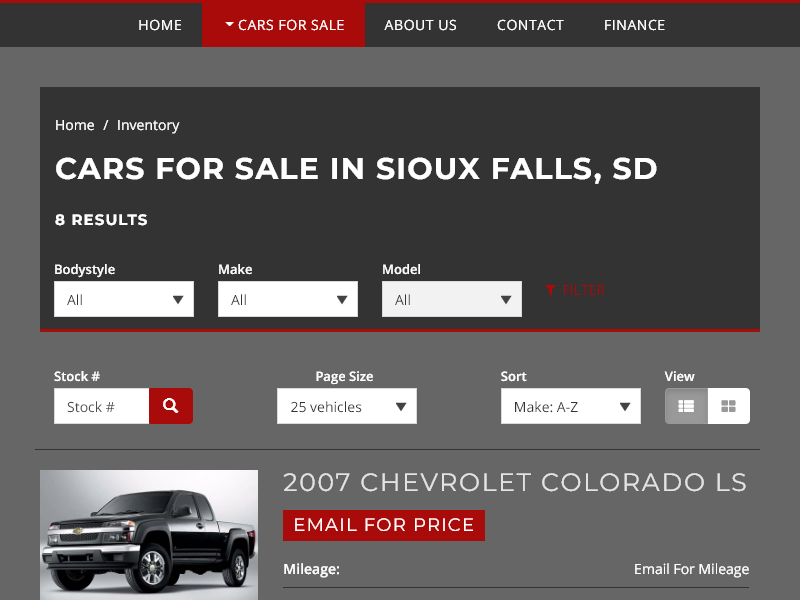 HOME CARS FOR SALE ABOUT US CONTACT FINANCE
Home / Inventory
CARS FOR SALE IN SIOUX FALLS, SD
8 RESULTS
Bodystyle Make Model
All All All FILTER
Stock # Page Size Sort View
Stock # 25 vehicles Make: A-Z
2007 CHEVROLET COLORADO LS
EMAIL FOR PRICE
Mileage: Email For Mileage